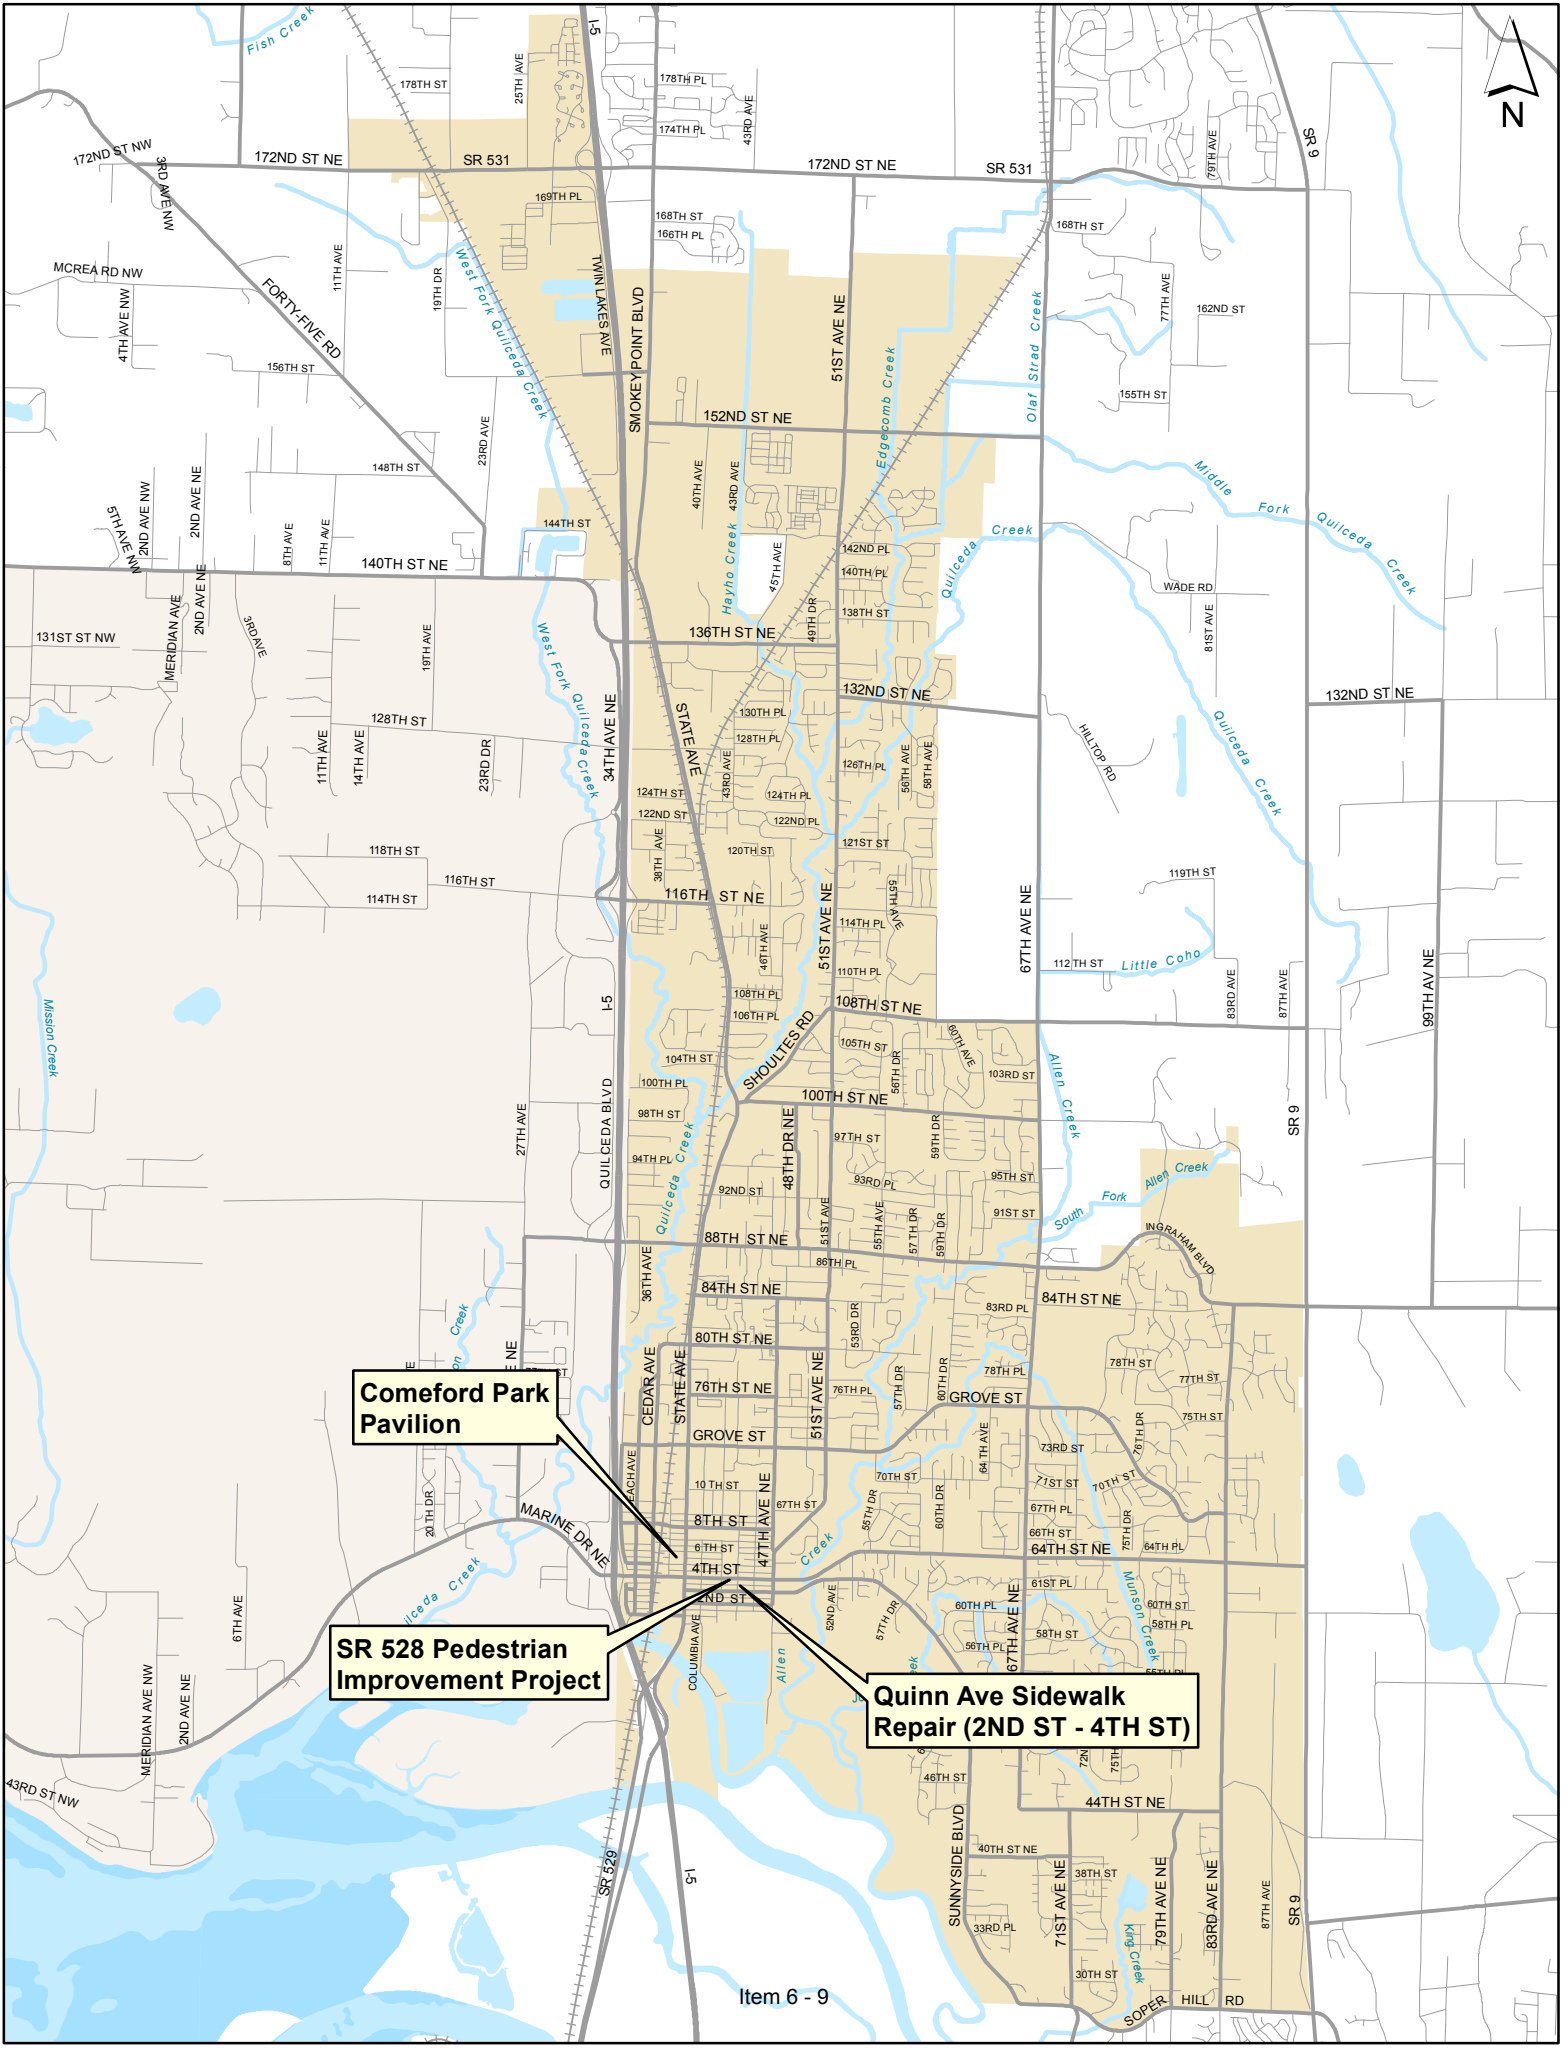 Fish Creek
I-5
178TH ST
25TH AVE
178TH PL
174TH PL
43RD AVE
79TH AVE
SR 9
N
172ND ST NW
3RD AVE NW
172ND ST NE
SR 531
172ND ST NE
SR 531
169TH PL
168TH ST
166TH PL
168TH ST
MCREA RD NW
4TH AVE NW
FORTY-FIVE RD
11TH AVE
19TH DR
West Fork Quilceda Creek
TWIN LAKES AVE
SMOKEY POINT BLVD
51ST AVE NE
Edgecomb Creek
Olaf Strad Creek
77TH AVE
162ND ST
156TH ST
155TH ST
152ND ST NE
23RD AVE
148TH ST
40TH AVE
43RD AVE
Middle Fork Quilceda Creek
5TH AVE NW
2ND AVE NW
2ND AVE NE
8TH AVE
11TH AVE
144TH ST
Hayho Creek
45TH AVE
142ND PL
140TH PL
138TH ST
Quilceda Creek
140TH ST NE
WADE RD
81ST AVE
131ST ST NW
MERIDIAN AVE
2ND AVE NE
3RD AVE
19TH AVE
West Fork Quilceda Creek
136TH ST NE
49TH DR
132ND ST NE
132ND ST NE
128TH ST
11TH AVE
14TH AVE
23RD DR
34TH AVE NE
STATE AVE
130TH PL
128TH PL
43RD AVE
126TH PL
56TH AVE
58TH AVE
HILLTOP RD
Quilceda Creek
124TH ST
122ND ST
124TH PL
122ND PL
38TH AVE
120TH ST
121ST ST
118TH ST
116TH ST
114TH ST
116TH ST NE
51ST AVE NE
55TH AVE
114TH PL
119TH ST
67TH AVE NE
46TH AVE
110TH PL
112TH ST
Little Coho
83RD AVE
87TH AVE
99TH AV NE
Mission Creek
I-5
108TH PL
106TH PL
108TH ST NE
SHOULTES RD
104TH ST
105TH ST
56TH DR
60TH AVE
103RD ST
Allen Creek
100TH PL
98TH ST
100TH ST NE
27TH AVE
QUILCEDA BLVD
94TH PL
Quilceda Creek
48TH DR NE
97TH ST
59TH DR
93RD PL
95TH ST
92ND ST
91ST ST
SR 9
South Fork Allen Creek
51ST AVE
55TH AVE
57TH DR
59TH DR
INGRAHAM BLVD
88TH ST NE
86TH PL
36TH AVE
84TH ST NE
83RD PL
84TH ST NE
Creek
53RD DR
80TH ST NE
CEDAR AVE
STATE AVE
51ST AVE NE
78TH PL
78TH ST
77TH ST
76TH ST NE
76TH PL
57TH DR
60TH DR
GROVE ST
75TH ST
76TH DR
Comeford Park
Pavilion
GROVE ST
64TH AVE
73RD ST
70TH ST
71ST ST
70TH ST
20TH DR
10TH ST
67TH ST
47TH AVE NE
55TH DR
60TH DR
67TH PL
66TH ST
75TH DR
64TH PL
MARINE DR NE
8TH ST
6TH ST
64TH ST NE
4TH ST
2ND ST
Creek
52ND AVE
57TH DR
67TH AVE NE
61ST PL
60TH PL
60TH ST
58TH PL
58TH ST
56TH PL
Munson Creek
6TH AVE
COLUMBIA AVE
Allen
SR 528 Pedestrian
Improvement Project
Quinn Ave Sidewalk
Repair (2ND ST - 4TH ST)
MERIDIAN AVE NW
2ND AVE NE
43RD ST NW
46TH ST
44TH ST NE
SUNNYSIDE BLVD
40TH ST NE
38TH ST
SR 529
I-5
33RD PL
71ST AVE NE
King Creek
79TH AVE NE
83RD AVE NE
87TH AVE
SR 9
30TH ST
SOPER HILL RD
Item 6 - 9